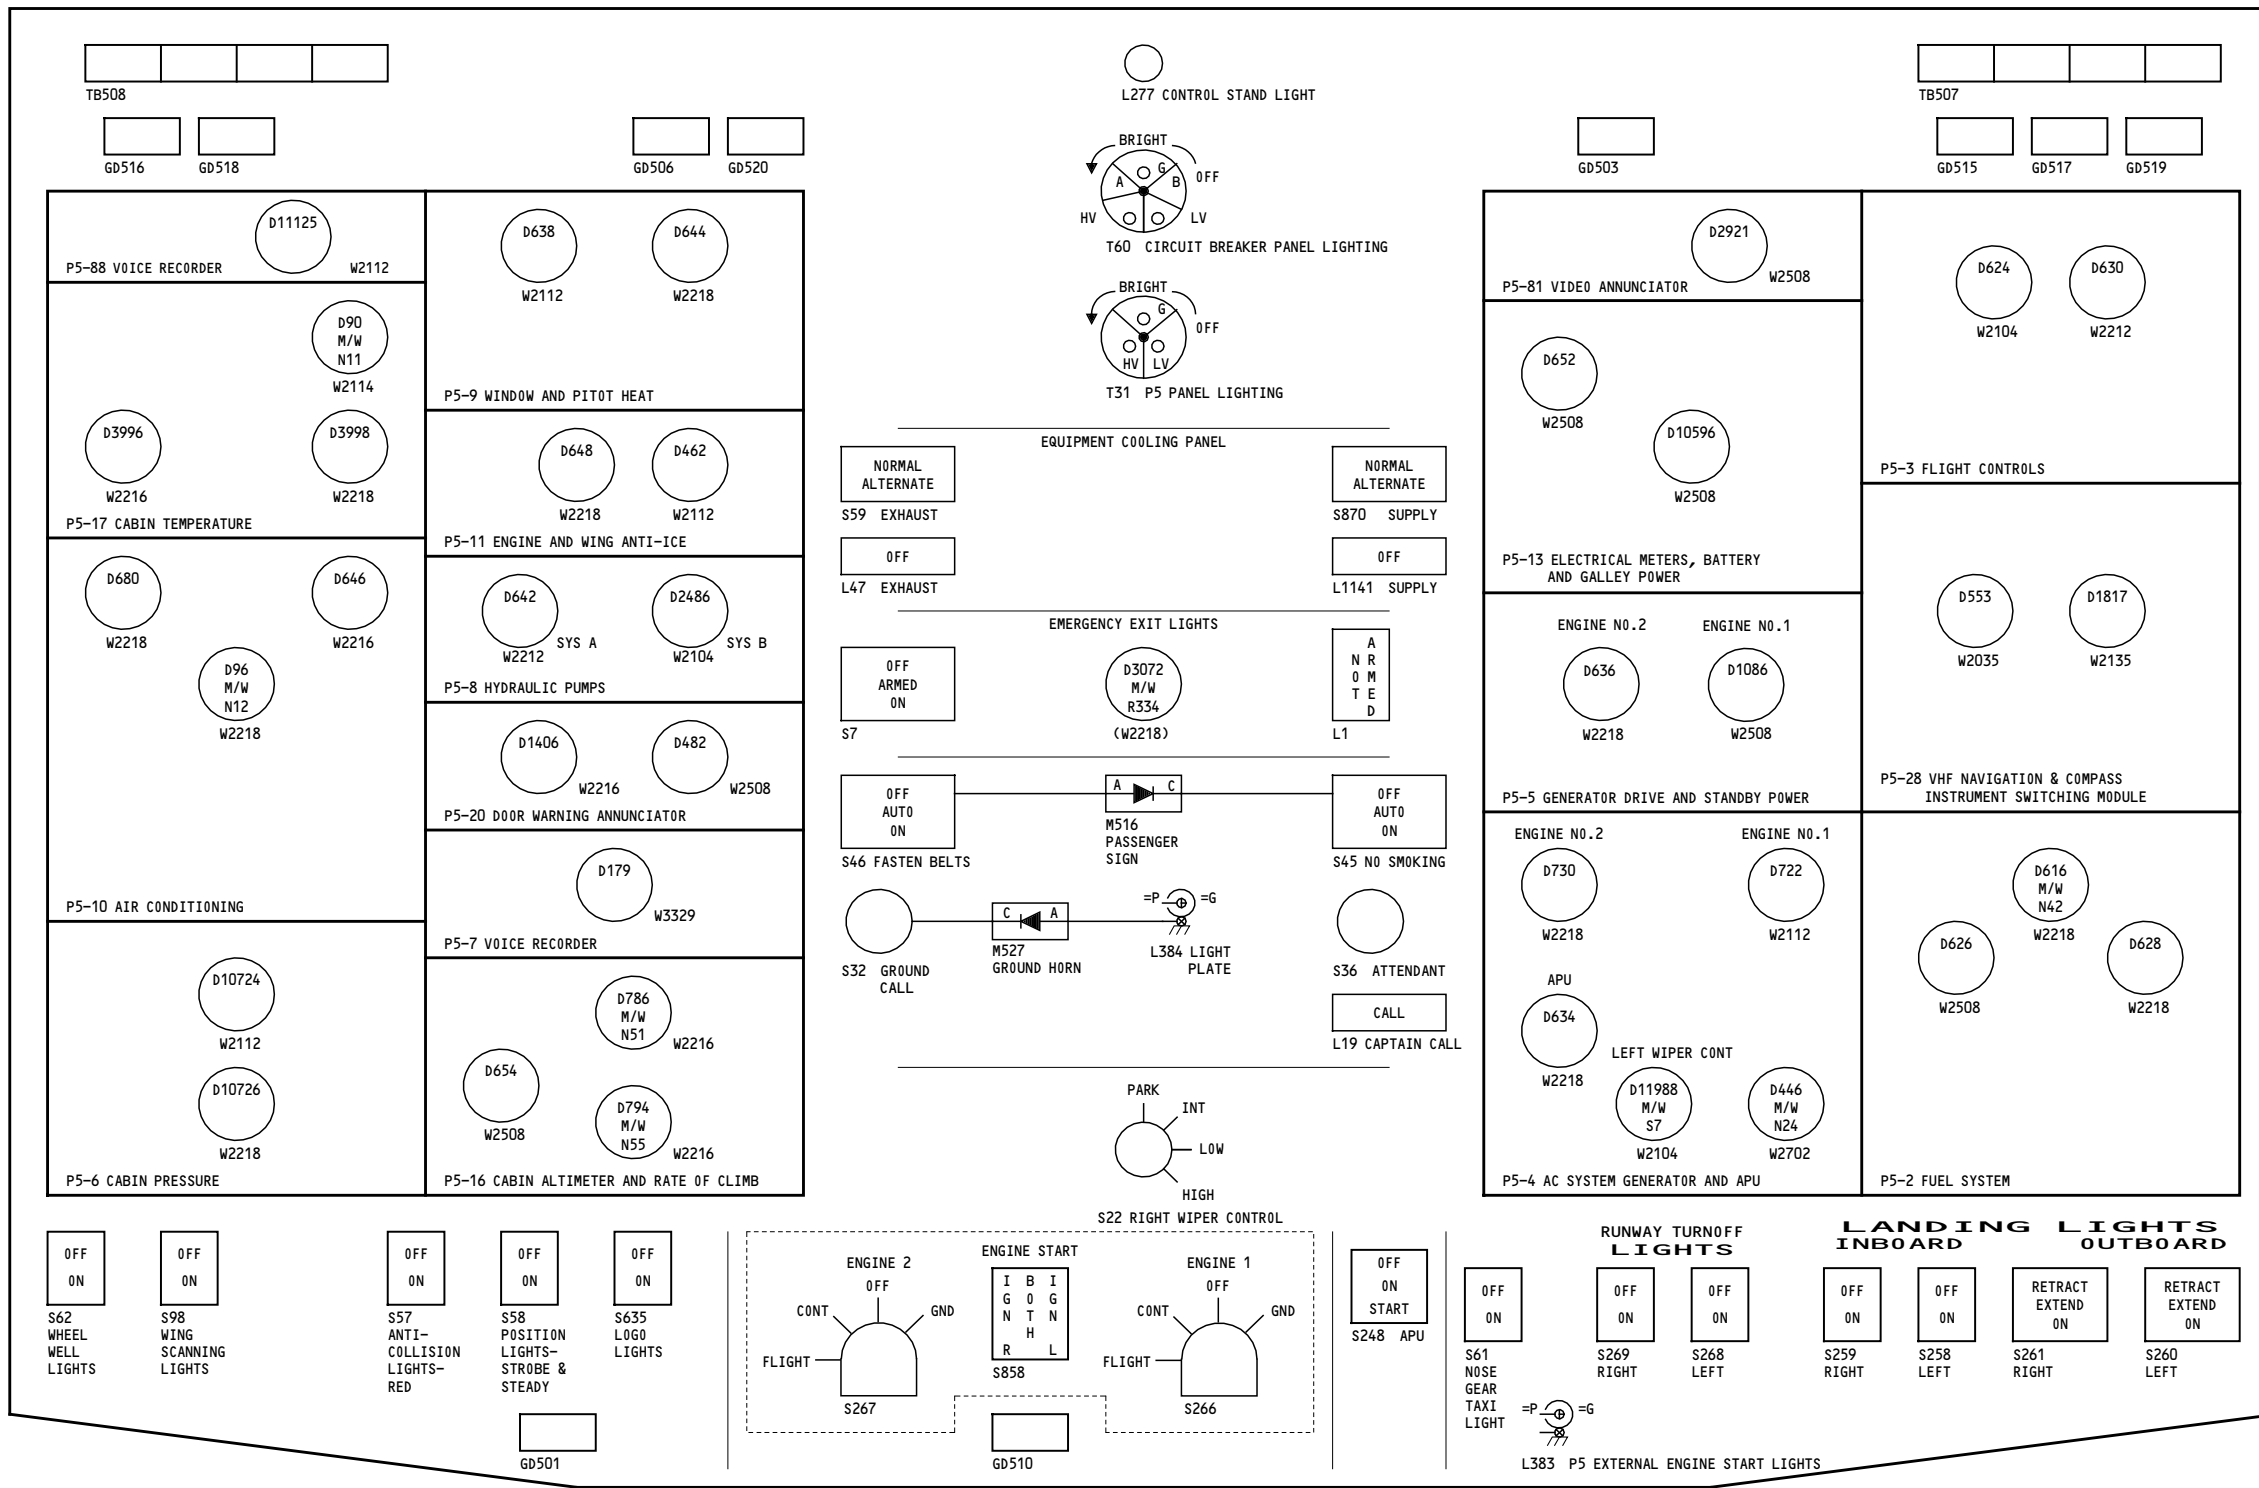 TB508
GD516
GD518
GD506
GD520
L277 CONTROL STAND LIGHT
BRIGHT
OFF
A
G
B
HV
LV
T60 CIRCUIT BREAKER PANEL LIGHTING
BRIGHT
OFF
G
HV
LV
T31 P5 PANEL LIGHTING
TB507
GD503
GD515
GD517
GD519
D11125
P5-88 VOICE RECORDER
W2112
D90
M/W
N11
W2114
D3996
W2216
D3998
W2218
P5-17 CABIN TEMPERATURE
D680
W2218
D646
W2216
D96
M/W
N12
W2218
P5-10 AIR CONDITIONING
D10724
W2112
D10726
W2218
P5-6 CABIN PRESSURE
D638
W2112
D644
W2218
P5-9 WINDOW AND PITOT HEAT
D648
W2218
D462
W2112
P5-11 ENGINE AND WING ANTI-ICE
D642
W2212
SYS A
D2486
W2104
SYS B
P5-8 HYDRAULIC PUMPS
D1406
W2216
D482
W2508
P5-20 DOOR WARNING ANNUNCIATOR
D179
W3329
P5-7 VOICE RECORDER
D786
M/W
N51
W2216
D654
W2508
D794
M/W
N55
W2216
P5-16 CABIN ALTIMETER AND RATE OF CLIMB
EQUIPMENT COOLING PANEL
NORMAL
ALTERNATE
S59 EXHAUST
NORMAL
ALTERNATE
S870 SUPPLY
OFF
L47 EXHAUST
OFF
L1141 SUPPLY
EMERGENCY EXIT LIGHTS
OFF
ARMED
ON
S7
D3072
M/W
R334
(W2218)
NOT
ARMED
L1
OFF
AUTO
ON
S46 FASTEN BELTS
A
C
M516
PASSENGER
SIGN
OFF
AUTO
ON
S45 NO SMOKING
S32 GROUND
CALL
C
A
M527
GROUND HORN
=P
=G
L384 LIGHT
PLATE
S36 ATTENDANT
CALL
L19 CAPTAIN CALL
PARK
INT
LOW
HIGH
S22 RIGHT WIPER CONTROL
D2921
W2508
P5-81 VIDEO ANNUNCIATOR
D652
W2508
D10596
W2508
P5-13 ELECTRICAL METERS, BATTERY
AND GALLEY POWER
ENGINE NO.2
ENGINE NO.1
D636
W2218
D1086
W2508
P5-5 GENERATOR DRIVE AND STANDBY POWER
ENGINE NO.2
ENGINE NO.1
D730
W2218
D722
W2112
APU
D634
W2218
LEFT WIPER CONT
D11988
M/W
S7
W2104
D446
M/W
N24
W2702
P5-4 AC SYSTEM GENERATOR AND APU
D624
W2104
D630
W2212
P5-3 FLIGHT CONTROLS
D553
W2035
D1817
W2135
P5-28 VHF NAVIGATION & COMPASS
INSTRUMENT SWITCHING MODULE
D616
M/W
N42
W2218
D626
W2508
D628
W2218
P5-2 FUEL SYSTEM
OFF
ON
S62
WHEEL
WELL
LIGHTS
OFF
ON
S98
WING
SCANNING
LIGHTS
OFF
ON
S57
ANTI-
COLLISION
LIGHTS-
RED
OFF
ON
S58
POSITION
LIGHTS-
STROBE &
STEADY
OFF
ON
S635
LOGO
LIGHTS
GD501
ENGINE 2
OFF
CONT
GND
FLIGHT
S267
ENGINE START
IGN R
BOTH
IGN L
S858
ENGINE 1
OFF
CONT
GND
FLIGHT
S266
GD510
OFF
ON
START
S248 APU
OFF
ON
S61
NOSE
GEAR
TAXI
LIGHT
=P
=G
L383 P5 EXTERNAL ENGINE START LIGHTS
RUNWAY TURNOFF
LIGHTS
OFF
ON
S269
RIGHT
OFF
ON
S268
LEFT
LANDING LIGHTS
INBOARD OUTBOARD
OFF
ON
S259
RIGHT
OFF
ON
S258
LEFT
RETRACT
EXTEND
ON
S261
RIGHT
RETRACT
EXTEND
ON
S260
LEFT